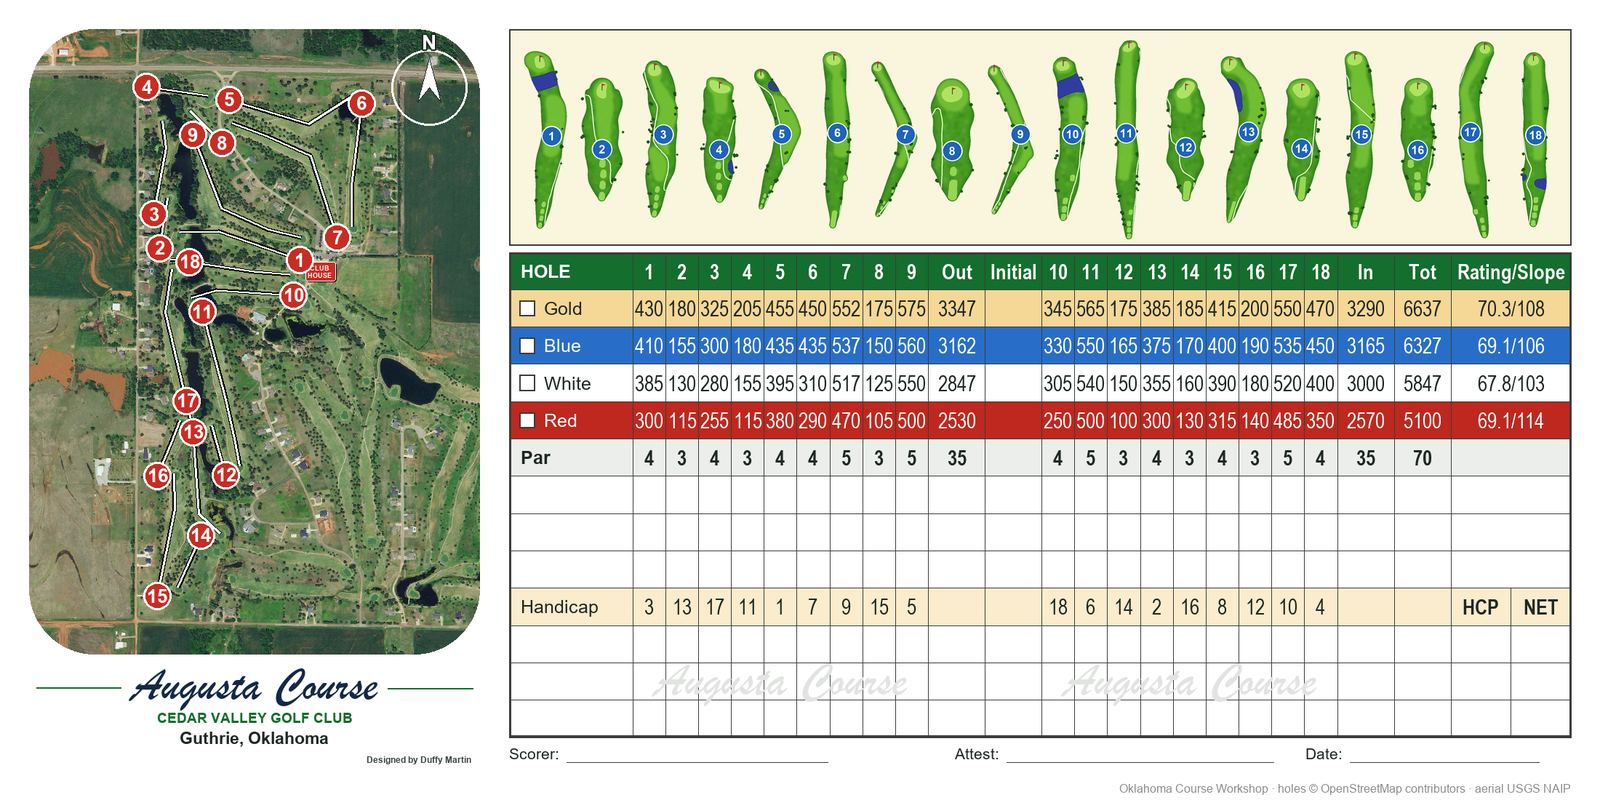 N
4 5 6
9 8
3
7
2 18 1
CLUB
HOUSE
10
11
17
13
16 12
14
15
Augusta Course
CEDAR VALLEY GOLF CLUB
Guthrie, Oklahoma
Designed by Duffy Martin
1 2 3 4 5 6 7 8 9 10 11 12 13 14 15 16 17 18
HOLE 1 2 3 4 5 6 7 8 9 Out Initial 10 11 12 13 14 15 16 17 18 In Tot Rating/Slope
Gold 430 180 325 205 455 450 552 175 575 3347 345 565 175 385 185 415 200 550 470 3290 6637 70.3/108
Blue 410 155 300 180 435 435 537 150 560 3162 330 550 165 375 170 400 190 535 450 3165 6327 69.1/106
White 385 130 280 155 395 310 517 125 550 2847 305 540 150 355 160 390 180 520 400 3000 5847 67.8/103
Red 300 115 255 115 380 290 470 105 500 2530 250 500 100 300 130 315 140 485 350 2570 5100 69.1/114
Par 4 3 4 3 4 4 5 3 5 35 4 5 3 4 3 4 3 5 4 35 70
Handicap 3 13 17 11 1 7 9 15 5 18 6 14 2 16 8 12 10 4 HCP NET
Augusta Course Augusta Course
Scorer: Attest: Date:
Oklahoma Course Workshop · holes © OpenStreetMap contributors · aerial USGS NAIP